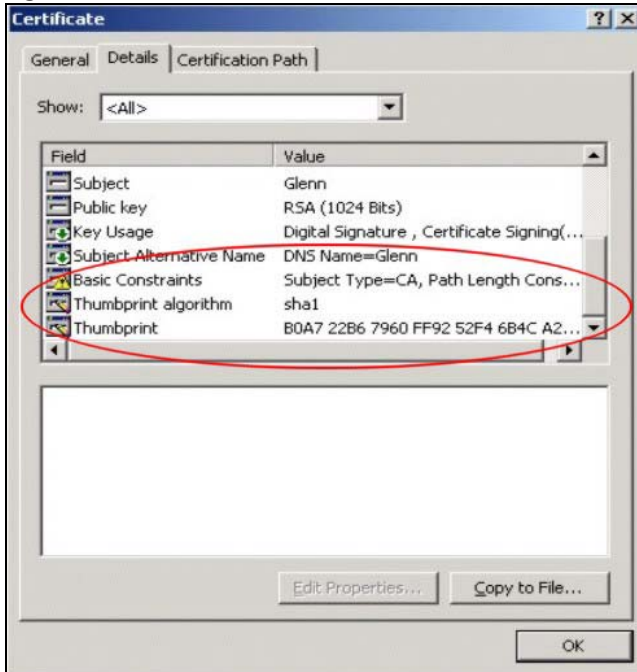 Certificate
General Details Certification Path
Show: <All>
Field Value
Subject Glenn
Public key RSA (1024 Bits)
Key Usage Digital Signature , Certificate Signing(...
Subject Alternative Name DNS Name=Glenn
Basic Constraints Subject Type=CA, Path Length Cons...
Thumbprint algorithm sha1
Thumbprint B0A7 22B6 7960 FF92 52F4 6B4C A2...
Edit Properties... Copy to File...
OK